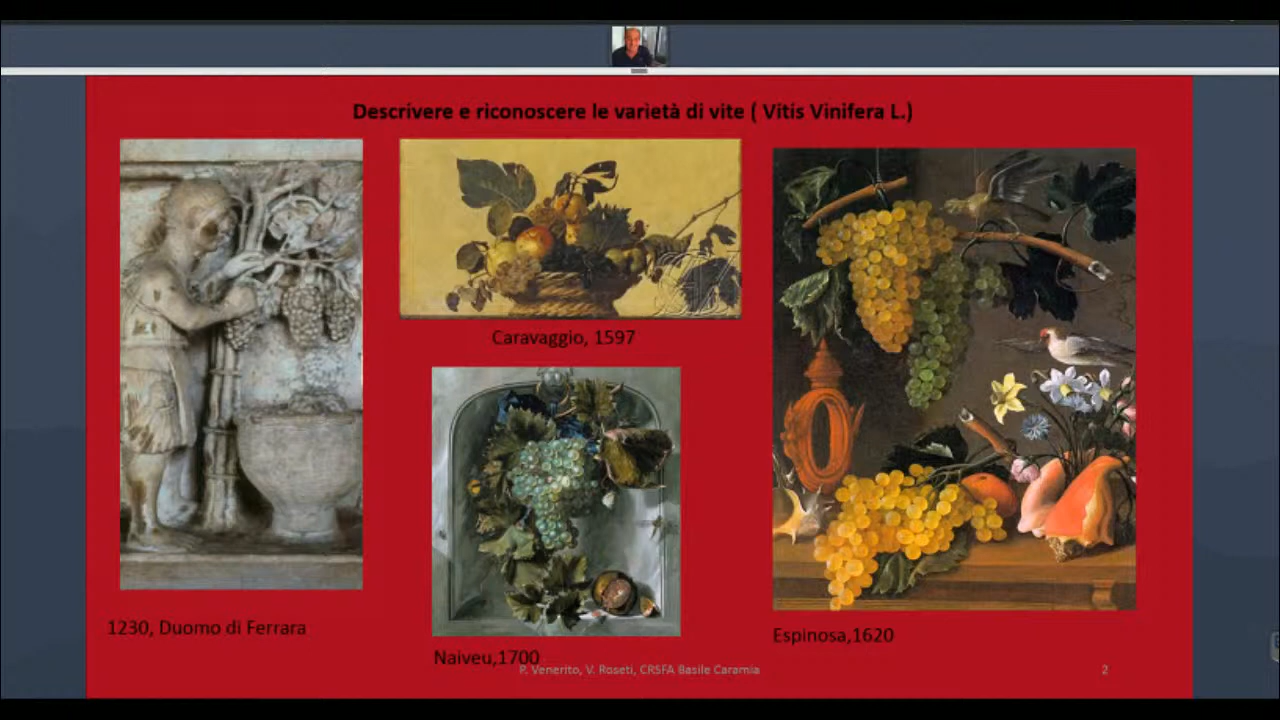 Descrivere e riconoscere le varietà di vite ( Vitis Vinifera L.)
Caravaggio, 1597
1230, Duomo di Ferrara
Espinosa,1620
Naiveu,1700
P. Venerito, V. Roseti, CRSFA Basile Caramia
2